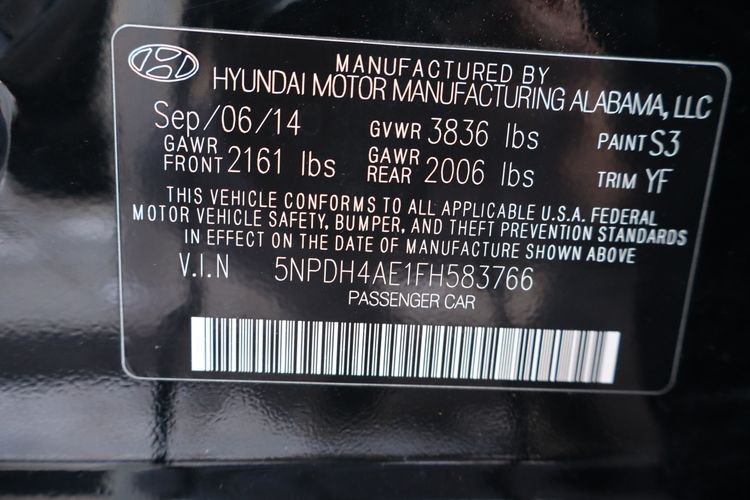 MANUFACTURED BY
HYUNDAI MOTOR MANUFACTURING ALABAMA, LLC
Sep/06/14 GVWR 3836 lbs PAINT S3
GAWR FRONT 2161 lbs GAWR REAR 2006 lbs TRIM YF
THIS VEHICLE CONFORMS TO ALL APPLICABLE U.S.A. FEDERAL
MOTOR VEHICLE SAFETY, BUMPER, AND THEFT PREVENTION STANDARDS
IN EFFECT ON THE DATE OF MANUFACTURE SHOWN ABOVE
V.I.N 5NPDH4AE1FH583766
PASSENGER CAR